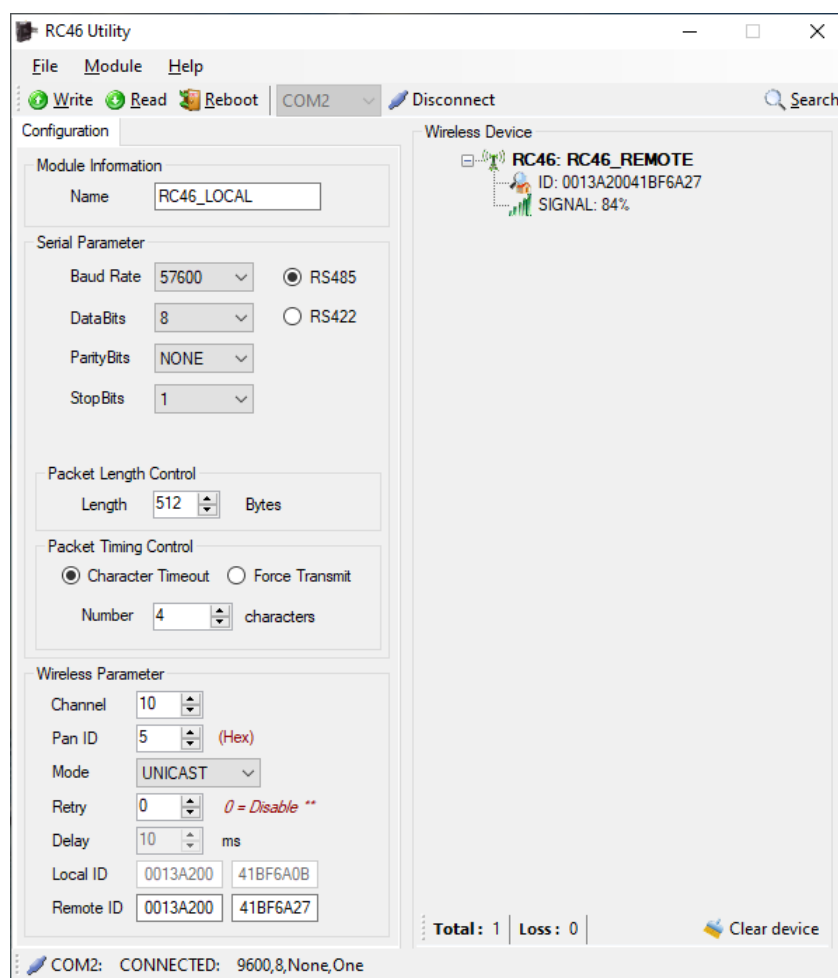 RC46 Utility
File Module Help
Write Read Reboot COM2 Disconnect Search
Configuration
Module Information
Name RC46_LOCAL
Serial Parameter
Baud Rate 57600 RS485
DataBits 8 RS422
ParityBits NONE
StopBits 1
Packet Length Control
Length 512 Bytes
Packet Timing Control
Character Timeout Force Transmit
Number 4 characters
Wireless Parameter
Channel 10
Pan ID 5 (Hex)
Mode UNICAST
Retry 0 0 = Disable **
Delay 10 ms
Local ID 0013A200 41BF6A0B
Remote ID 0013A200 41BF6A27
Wireless Device
RC46: RC46_REMOTE
ID: 0013A20041BF6A27
SIGNAL: 84%
Total : 1 Loss : 0 Clear device
COM2: CONNECTED: 9600,8,None,One